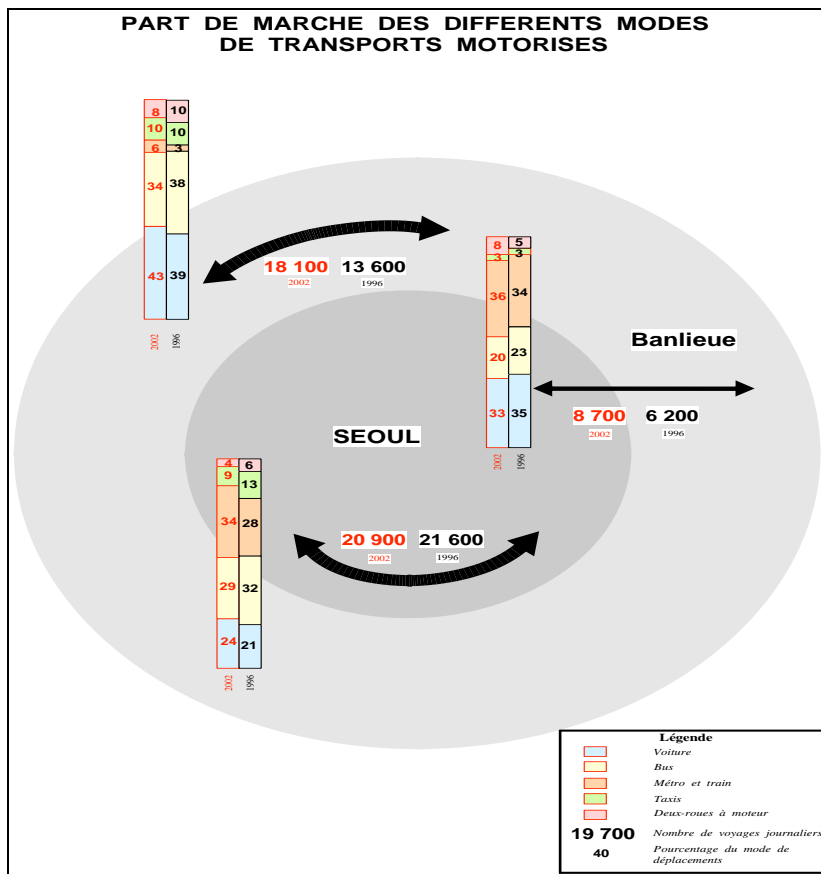 PART DE MARCHE DES DIFFERENTS MODES
DE TRANSPORTS MOTORISES
8 10
10 10
6 3
34 38
43 39
2002 1996
18 100 13 600
2002 1996
8 5
3 3
36 34
20 23
33 35
2002 1996
Banlieue
8 700 6 200
2002 1996
SEOUL
4 6
9 13
34 28
29 32
24 21
2002 1996
20 900 21 600
2002 1996
Légende
Voiture
Bus
Métro et train
Taxis
Deux-roues à moteur
19 700 Nombre de voyages journaliers
40 Pourcentage du mode de
déplacements